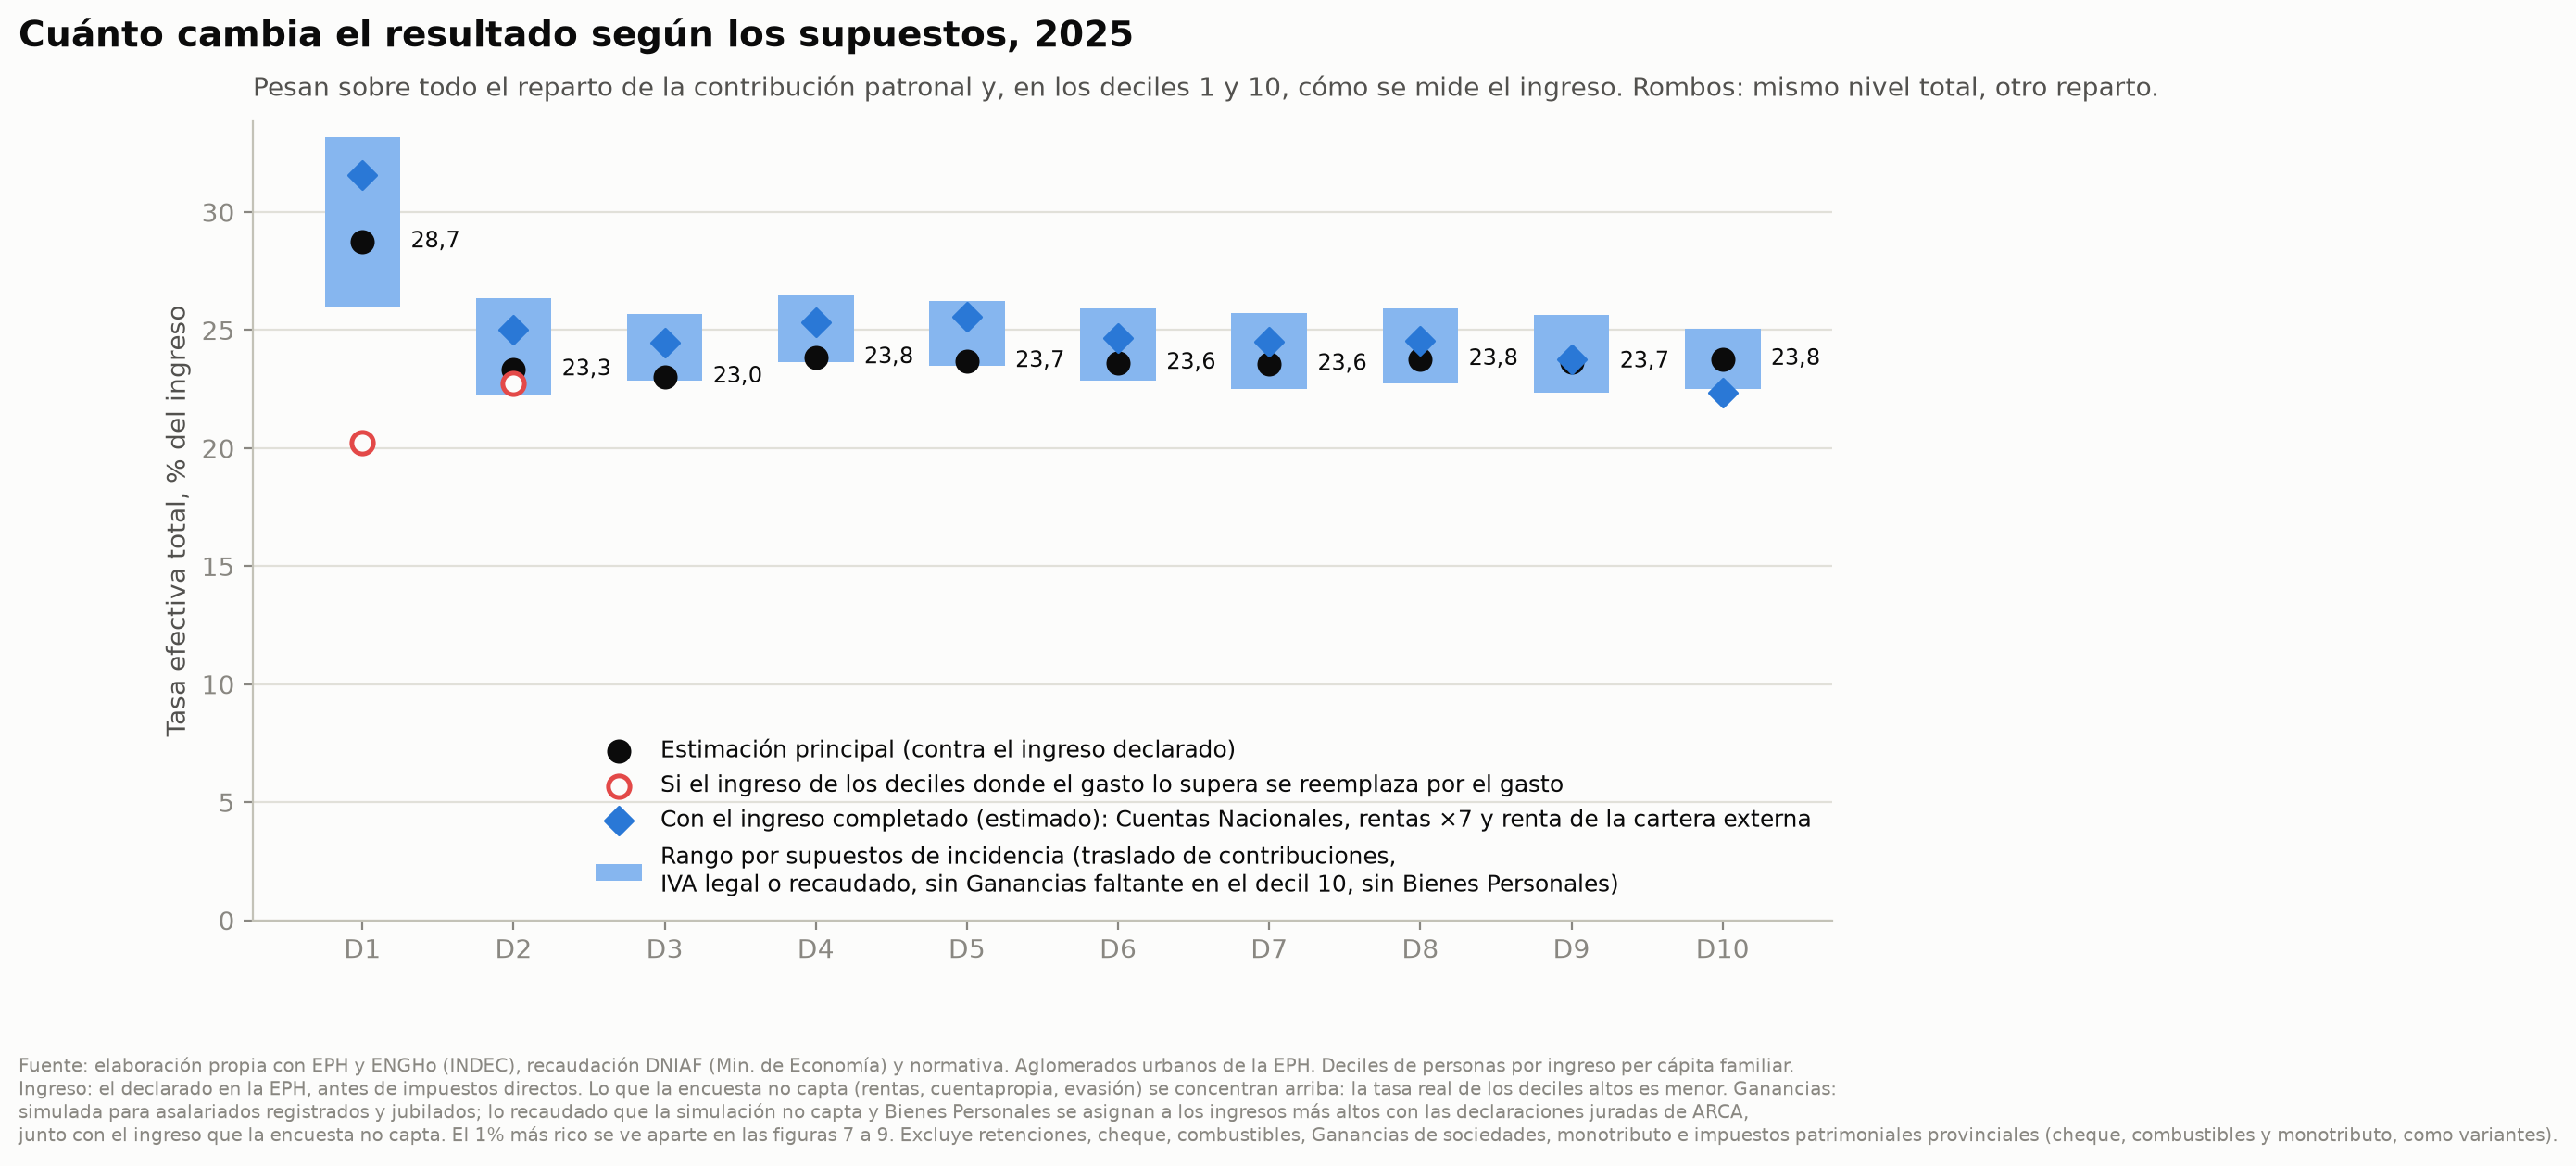 Cuánto cambia el resultado según los supuestos, 2025
Pesan sobre todo el reparto de la contribución patronal y, en los deciles 1 y 10, cómo se mide el ingreso. Rombos: mismo nivel total, otro reparto.
Tasa efectiva total, % del ingreso
30
25
20
15
10
5
0
28,7
23,3
23,0
23,8
23,7
23,6
23,6
23,8
23,7
23,8
Estimación principal (contra el ingreso declarado)
Si el ingreso de los deciles donde el gasto lo supera se reemplaza por el gasto
Con el ingreso completado (estimado): Cuentas Nacionales, rentas ×7 y renta de la cartera externa
Rango por supuestos de incidencia (traslado de contribuciones,
IVA legal o recaudado, sin Ganancias faltante en el decil 10, sin Bienes Personales)
D1 D2 D3 D4 D5 D6 D7 D8 D9 D10
Fuente: elaboración propia con EPH y ENGHo (INDEC), recaudación DNIAF (Min. de Economía) y normativa. Aglomerados urbanos de la EPH. Deciles de personas por ingreso per cápita familiar.
Ingreso: el declarado en la EPH, antes de impuestos directos. Lo que la encuesta no capta (rentas, cuentapropia, evasión) se concentran arriba: la tasa real de los deciles altos es menor. Ganancias:
simulada para asalariados registrados y jubilados; lo recaudado que la simulación no capta y Bienes Personales se asignan a los ingresos más altos con las declaraciones juradas de ARCA,
junto con el ingreso que la encuesta no capta. El 1% más rico se ve aparte en las figuras 7 a 9. Excluye retenciones, cheque, combustibles, Ganancias de sociedades, monotributo e impuestos patrimoniales provinciales (cheque, combustibles y monotributo, como variantes).